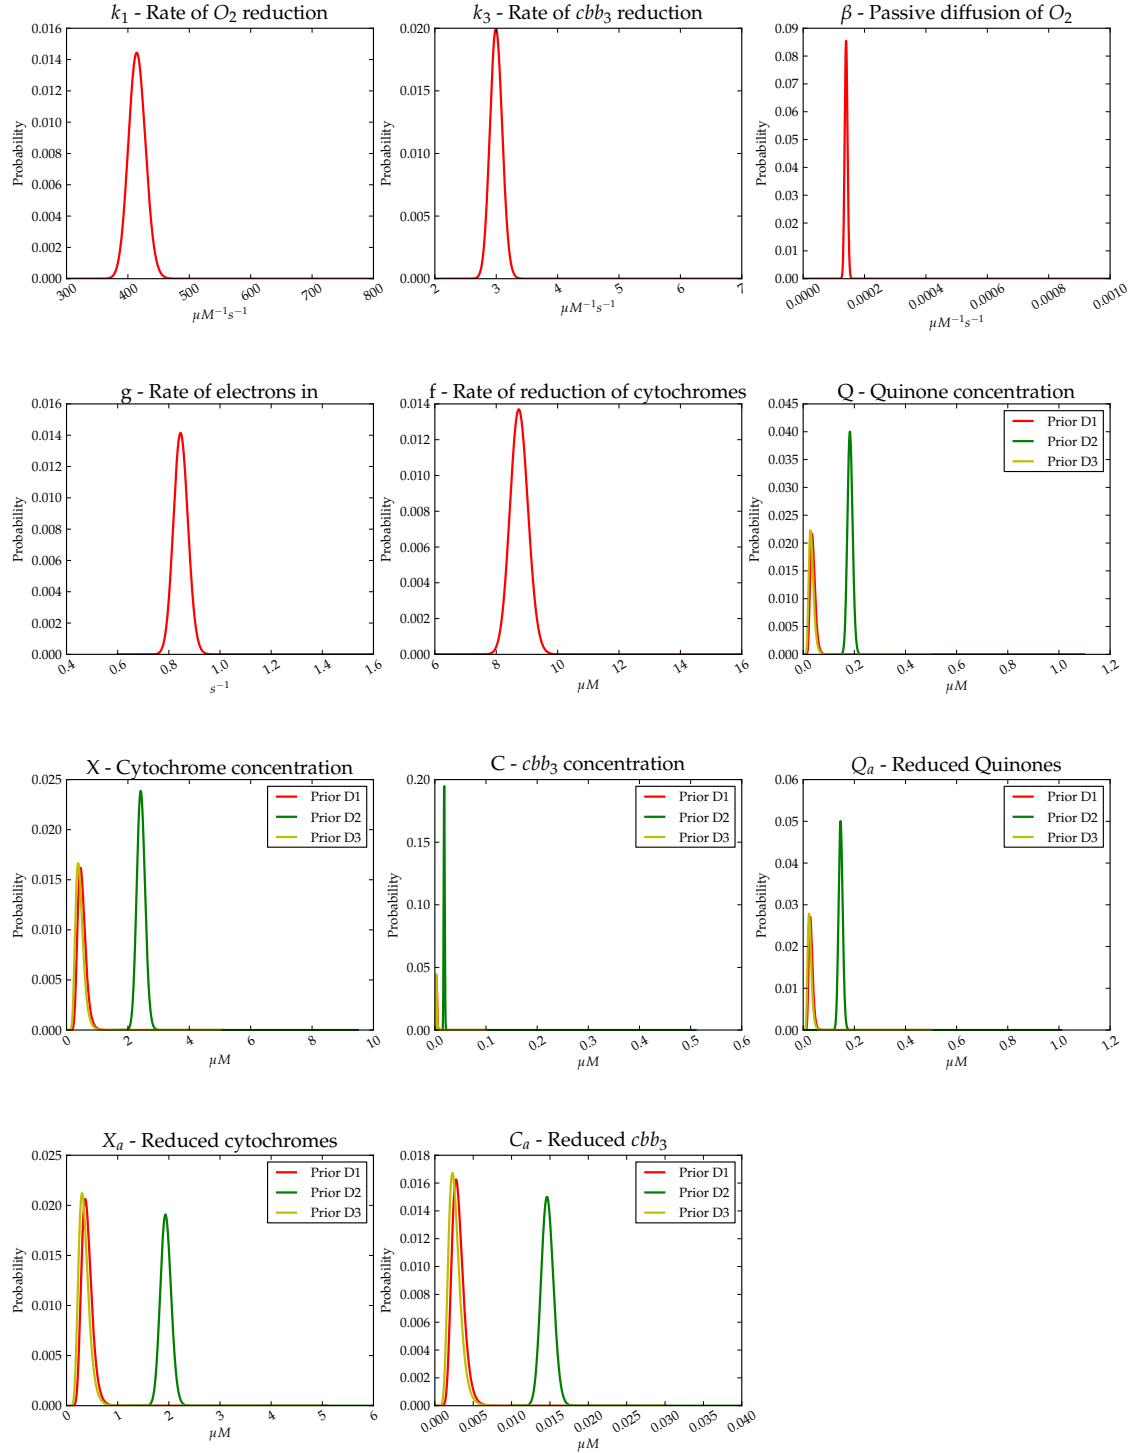 k₁ - Rate of O₂ reduction
0.016
0.014
0.012
0.010
0.008
0.006
0.004
0.002
0.000
Probability
300 400 500 600 700 800
μM⁻¹s⁻¹
k₃ - Rate of cbb₃ reduction
0.020
0.015
0.010
0.005
0.000
Probability
2 3 4 5 6 7
μM⁻¹s⁻¹
β - Passive diffusion of O₂
0.09
0.08
0.07
0.06
0.05
0.04
0.03
0.02
0.01
0.00
Probability
0.0000 0.0002 0.0004 0.0006 0.0008 0.0010
μM⁻¹s⁻¹
g - Rate of electrons in
0.016
0.014
0.012
0.010
0.008
0.006
0.004
0.002
0.000
Probability
0.4 0.6 0.8 1.0 1.2 1.4 1.6
s⁻¹
f - Rate of reduction of cytochromes
0.014
0.012
0.010
0.008
0.006
0.004
0.002
0.000
Probability
6 8 10 12 14 16
μM
Q - Quinone concentration
0.045
0.040
0.035
0.030
0.025
0.020
0.015
0.010
0.005
0.000
Probability
Prior D1
Prior D2
Prior D3
0.0 0.2 0.4 0.6 0.8 1.0 1.2
μM
X - Cytochrome concentration
0.025
0.020
0.015
0.010
0.005
0.000
Probability
Prior D1
Prior D2
Prior D3
0 2 4 6 8 10
μM
C - cbb₃ concentration
0.20
0.15
0.10
0.05
0.00
Probability
Prior D1
Prior D2
Prior D3
0.0 0.1 0.2 0.3 0.4 0.5 0.6
μM
Qₐ - Reduced Quinones
0.06
0.05
0.04
0.03
0.02
0.01
0.00
Probability
Prior D1
Prior D2
Prior D3
0.0 0.2 0.4 0.6 0.8 1.0 1.2
μM
Xₐ - Reduced cytochromes
0.025
0.020
0.015
0.010
0.005
0.000
Probability
Prior D1
Prior D2
Prior D3
0 1 2 3 4 5 6
μM
Cₐ - Reduced cbb₃
0.018
0.016
0.014
0.012
0.010
0.008
0.006
0.004
0.002
0.000
Probability
Prior D1
Prior D2
Prior D3
0.000 0.005 0.010 0.015 0.020 0.025 0.030 0.035 0.040
μM